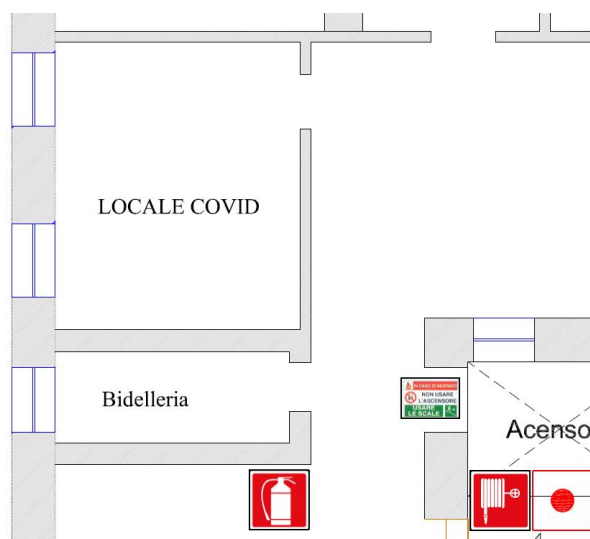 LOCALE COVID
Bidelleria
IN CASO DI INCENDIO
NON USARE
L'ASCENSORE
USARE
LE SCALE
Acenso